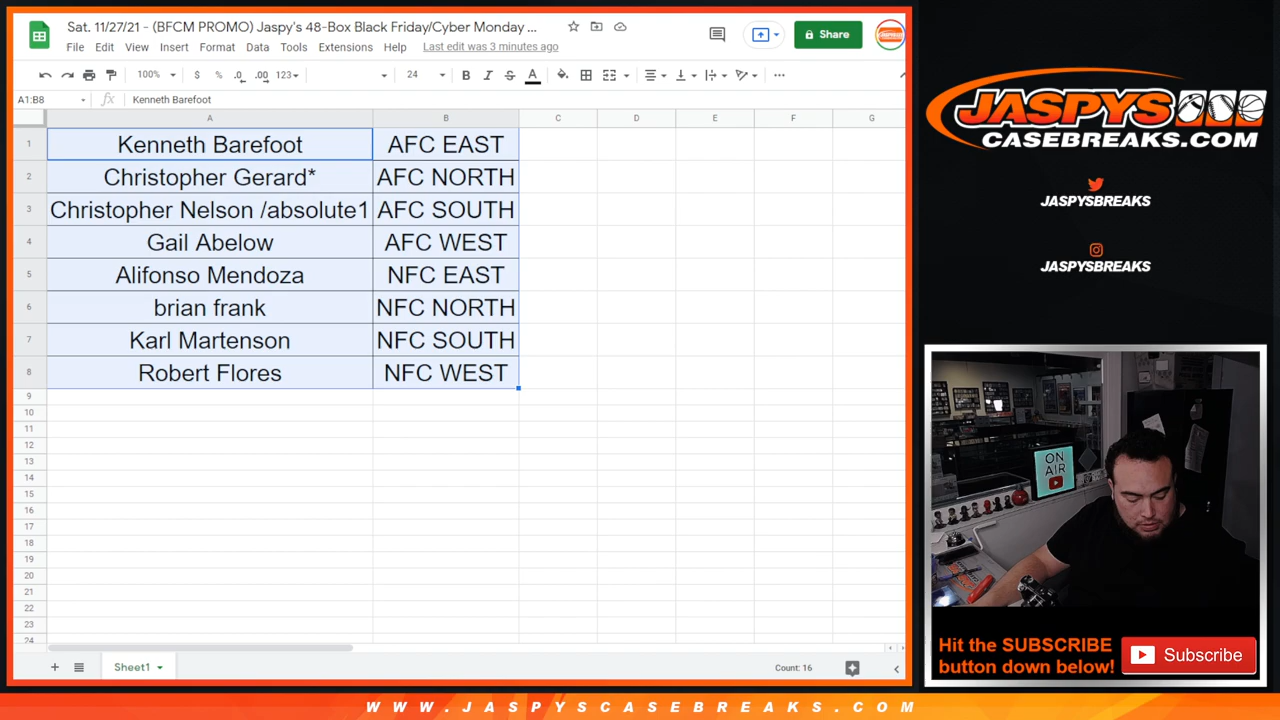 Sat. 11/27/21 - (BFCM PROMO) Jaspy's 48-Box Black Friday/Cyber Monday ...
File Edit View Insert Format Data Tools Extensions Help Last edit was 3 minutes ago
Share
100% $ % .0 .00 123 24 B I S A
A1:B8 fx Kenneth Barefoot
A B C D E F G
1 Kenneth Barefoot AFC EAST
2 Christopher Gerard* AFC NORTH
3 Christopher Nelson /absolute1 AFC SOUTH
4 Gail Abelow AFC WEST
5 Alifonso Mendoza NFC EAST
6 brian frank NFC NORTH
7 Karl Martenson NFC SOUTH
8 Robert Flores NFC WEST
9
10
11
12
13
14
15
16
17
18
19
20
21
22
23
24
Sheet1
Count: 16
JASPYS
CASEBREAKS.COM
JASPYSBREAKS
JASPYSBREAKS
ON
AIR
Hit the SUBSCRIBE
button down below!
Subscribe
WWW.JASPYSCASEBREAKS.COM